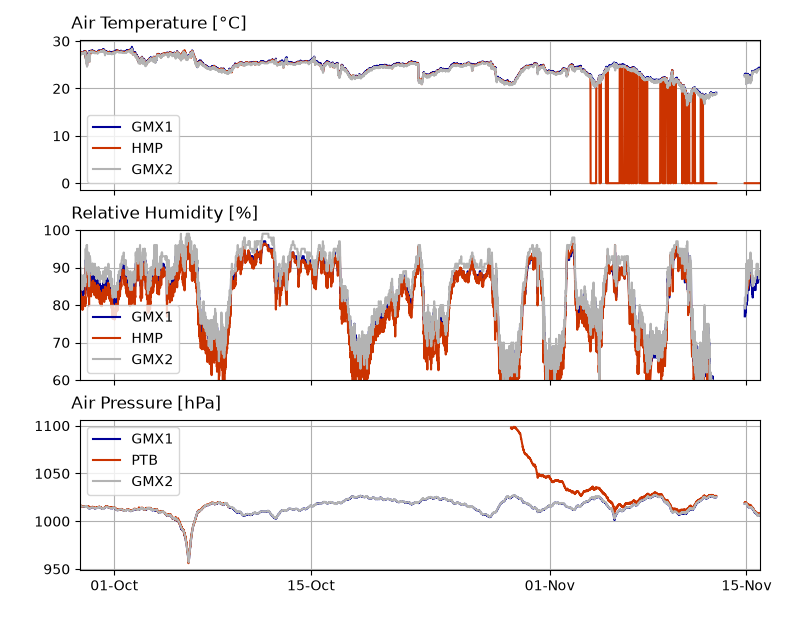 Air Temperature [°C]
30
20
10
0
GMX1
HMP
GMX2
Relative Humidity [%]
100
90
80
70
60
GMX1
HMP
GMX2
Air Pressure [hPa]
1100
1050
1000
950
GMX1
PTB
GMX2
01-Oct
15-Oct
01-Nov
15-Nov